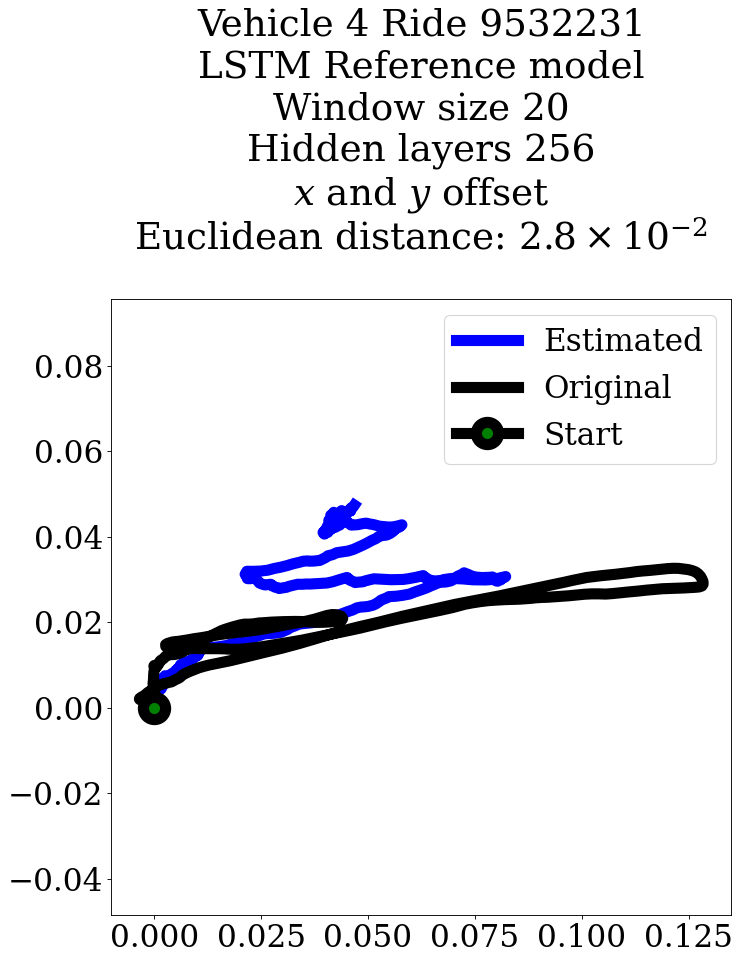 Vehicle 4 Ride 9532231
LSTM Reference model
Window size 20
Hidden layers 256
x and y offset
Euclidean distance: 2.8 × 10⁻²
Estimated
Original
Start
0.08
0.06
0.04
0.02
0.00
−0.02
−0.04
0.000 0.025 0.050 0.075 0.100 0.125